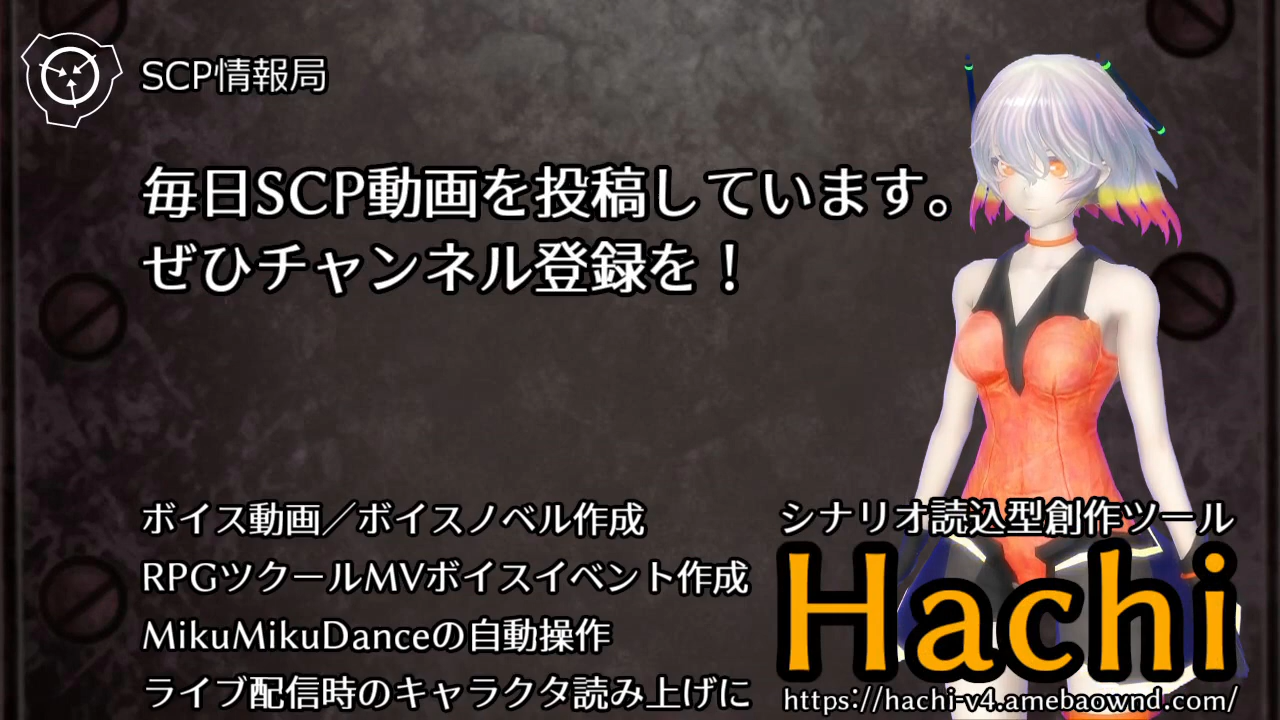 SCP情報局
毎日SCP動画を投稿しています。
ぜひチャンネル登録を！
ボイス動画／ボイスノベル作成
RPGツクールMVボイスイベント作成
MikuMikuDanceの自動操作
ライブ配信時のキャラクタ読み上げに
シナリオ読込型創作ツール
Hachi
https://hachi-v4.amebaownd.com/